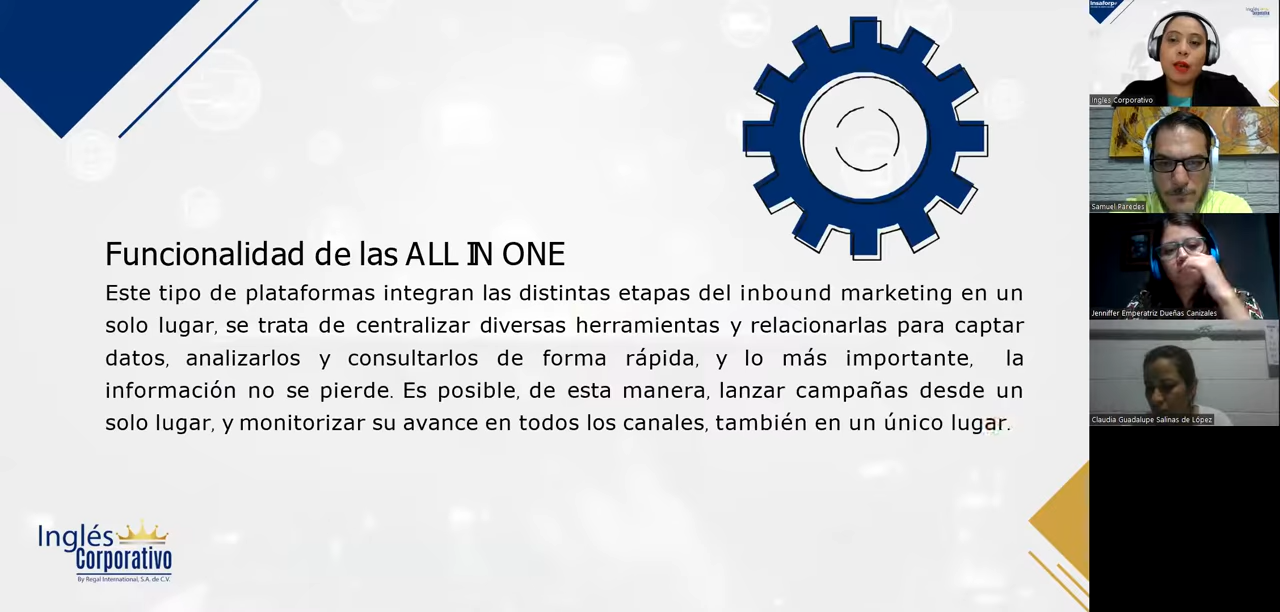 Funcionalidad de las ALL IN ONE
Este tipo de plataformas integran las distintas etapas del inbound marketing en un
solo lugar, se trata de centralizar diversas herramientas y relacionarlas para captar
datos, analizarlos y consultarlos de forma rápida, y lo más importante, la
información no se pierde. Es posible, de esta manera, lanzar campañas desde un
solo lugar, y monitorizar su avance en todos los canales, también en un único lugar.
Inglés
Corporativo
By Regal International, S.A. de C.V.
Insaforp
Inglés Corporativo
Samuel Paredes
Jenniffer Emperatriz Dueñas Canizales
Claudia Guadalupe Salinas de López